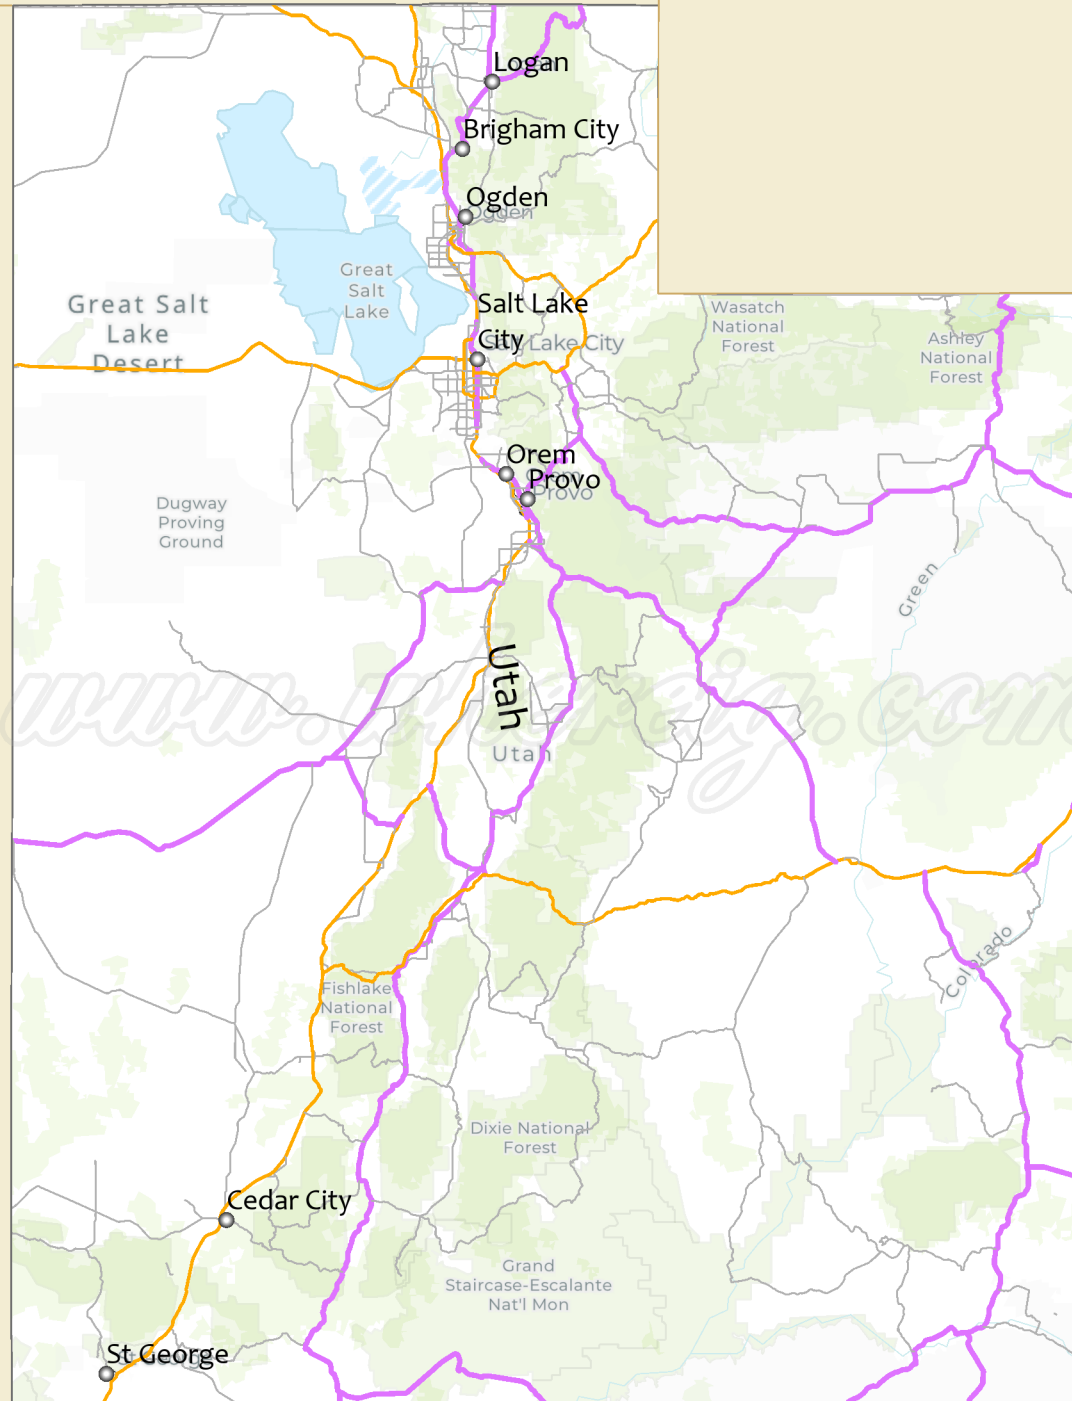 Logan
Brigham City
Ogden
Ogden
Great
Salt
Lake
Great Salt
Lake
Desert
Salt Lake
City
Salt Lake City
Wasatch
National
Forest
Ashley
National
Forest
Orem
Orem
Provo
Provo
Dugway
Proving
Ground
Green
Utah
Utah
Colorado
Fishlake
National
Forest
Dixie National
Forest
Cedar City
Grand
Staircase-Escalante
Nat'l Mon
St George